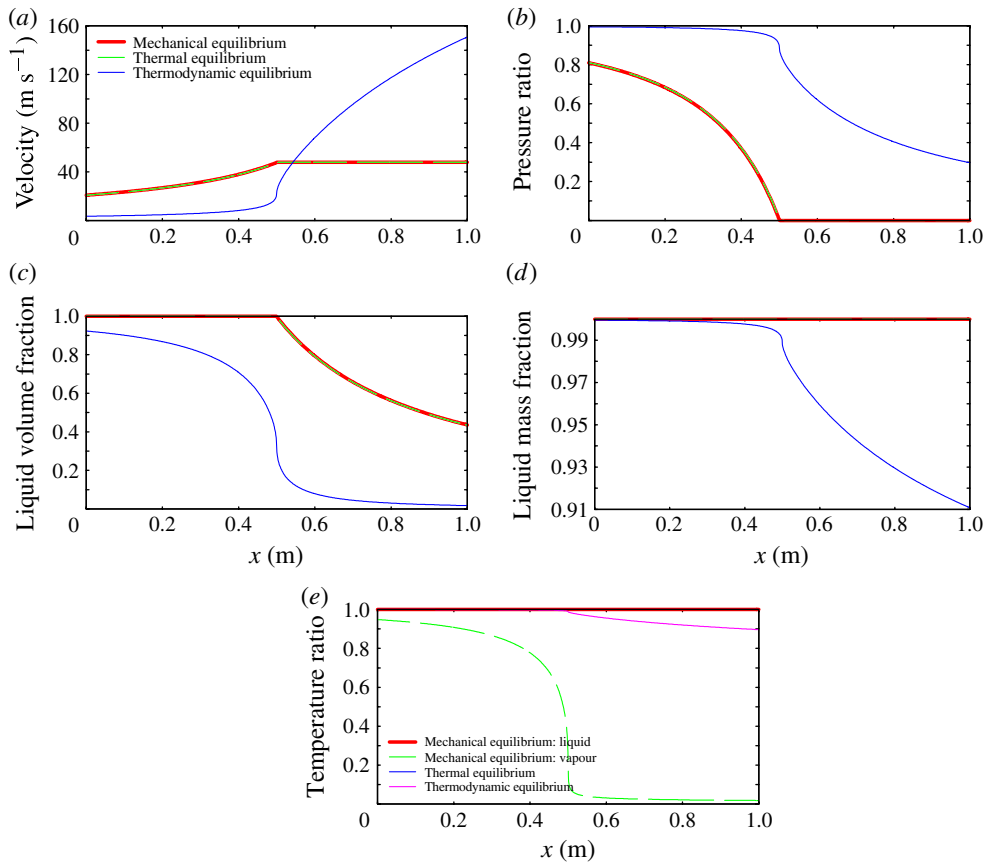 (a)
Velocity (m s−1)
160
120
80
40
0
0.2
0.4
0.6
0.8
1.0
Mechanical equilibrium
Thermal equilibrium
Thermodynamic equilibrium
(b)
Pressure ratio
1.0
0.8
0.6
0.4
0.2
0
0.2
0.4
0.6
0.8
1.0
(c)
Liquid volume fraction
1.0
0.8
0.6
0.4
0.2
0
0.2
0.4
0.6
0.8
1.0
x (m)
(d)
Liquid mass fraction
0.99
0.97
0.95
0.93
0.91
0
0.2
0.4
0.6
0.8
1.0
x (m)
(e)
Temperature ratio
1.0
0.8
0.6
0.4
0.2
0
0.2
0.4
0.6
0.8
1.0
Mechanical equilibrium: liquid
Mechanical equilibrium: vapour
Thermal equilibrium
Thermodynamic equilibrium
x (m)